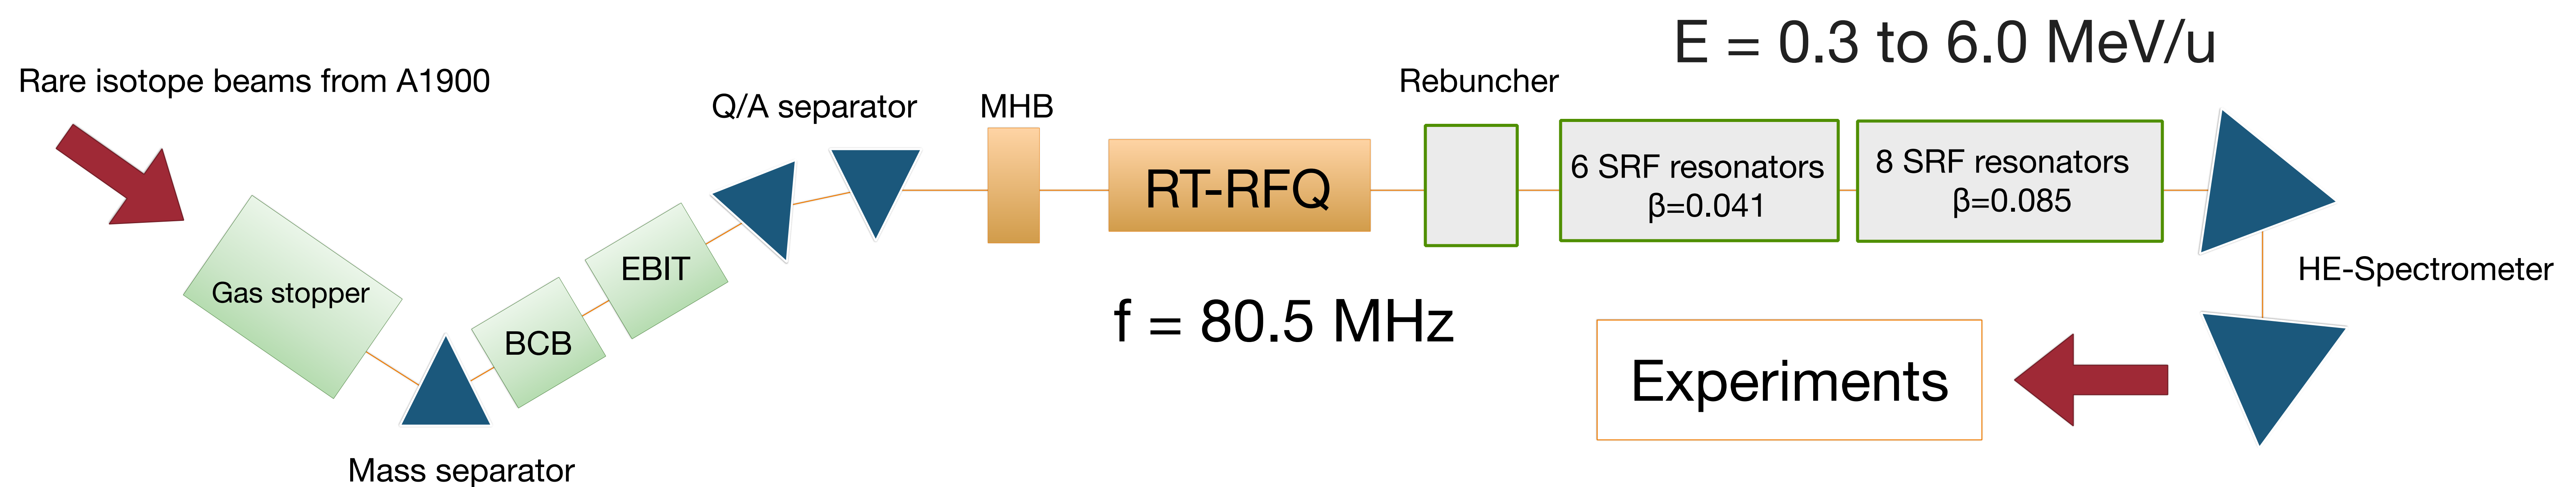 Rare isotope beams from A1900
Gas stopper
Mass separator
BCB
EBIT
Q/A separator
MHB
RT-RFQ
f = 80.5 MHz
Rebuncher
E = 0.3 to 6.0 MeV/u
6 SRF resonators
β=0.041
8 SRF resonators
β=0.085
HE-Spectrometer
Experiments